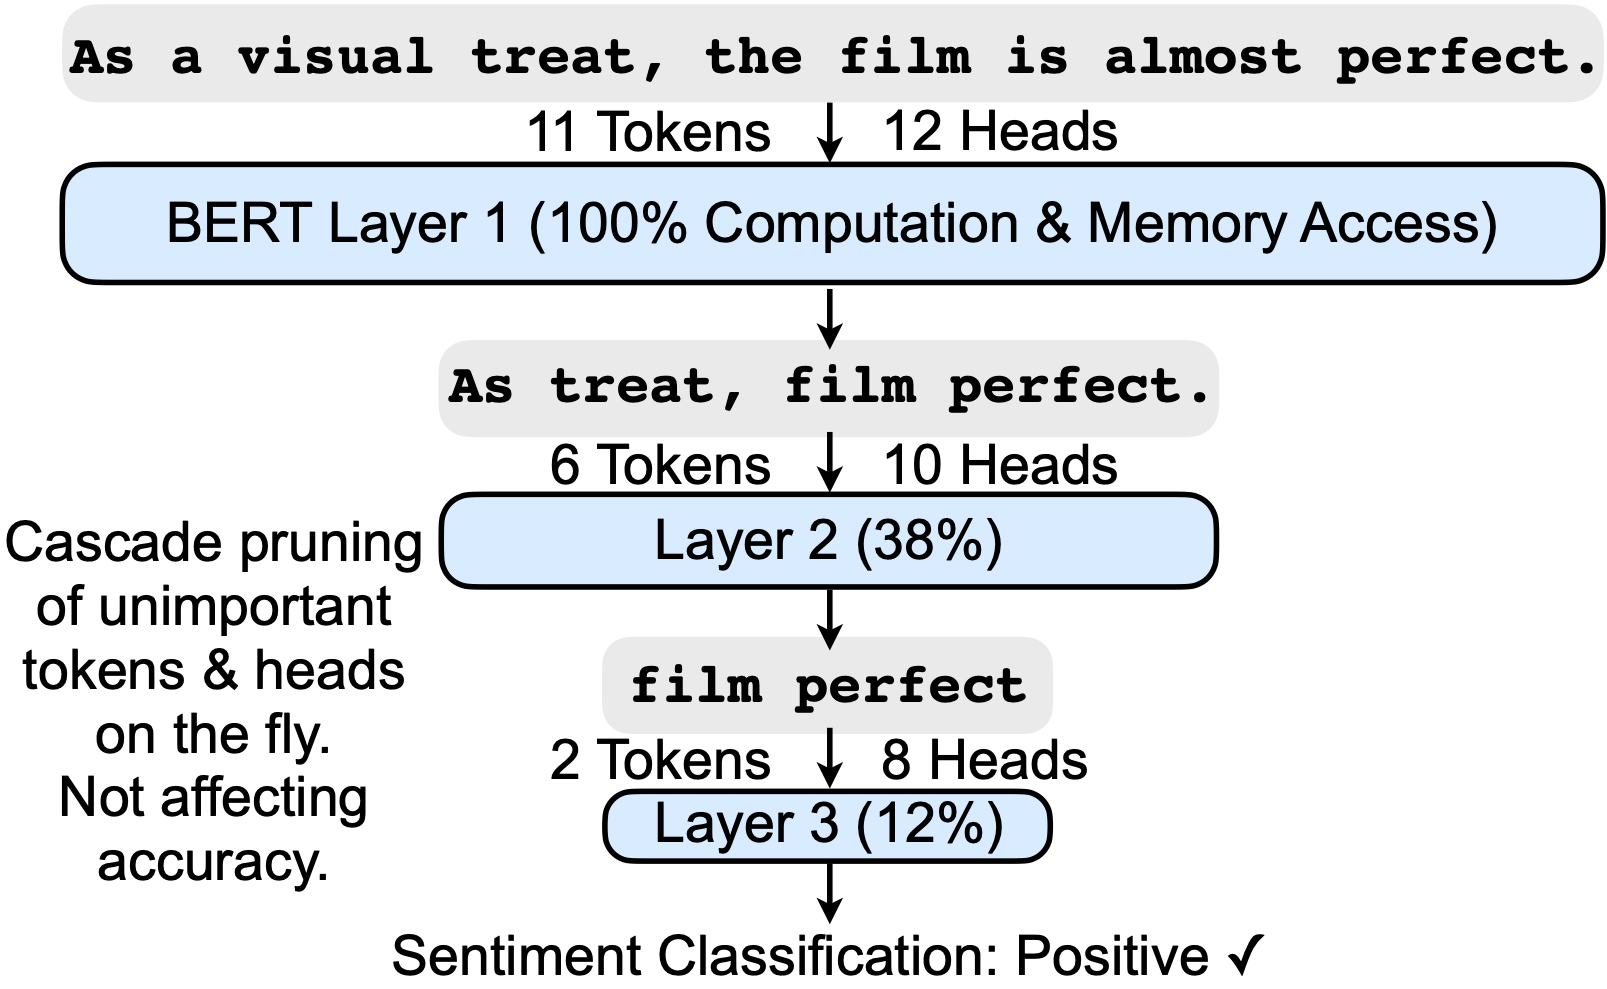 As a visual treat, the film is almost perfect.
11 Tokens 12 Heads
BERT Layer 1 (100% Computation & Memory Access)
As treat, film perfect.
6 Tokens 10 Heads
Layer 2 (38%)
Cascade pruning
of unimportant
tokens & heads
on the fly.
Not affecting
accuracy.
film perfect
2 Tokens 8 Heads
Layer 3 (12%)
Sentiment Classification: Positive ✓